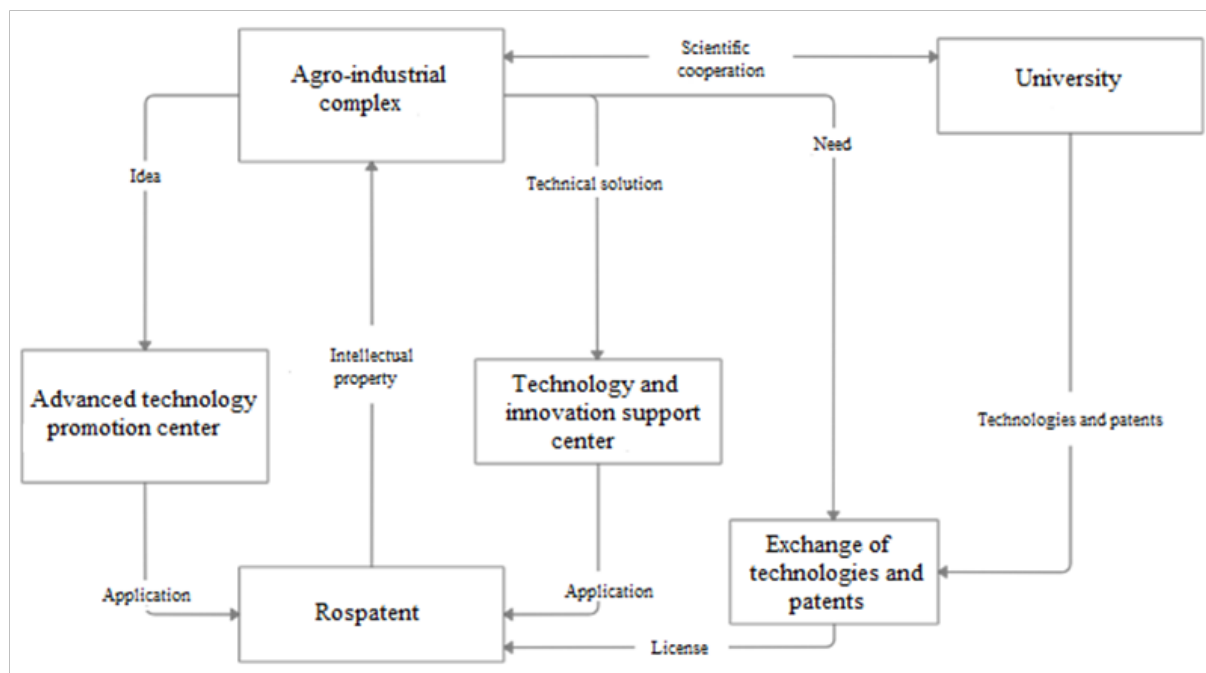 Agro-industrial
complex
Scientific
cooperation
University
Idea
Technical solution
Need
Advanced technology
promotion center
Intellectual
property
Technology and
innovation support
center
Technologies and patents
Application
Rospatent
Application
Exchange of
technologies and
patents
License